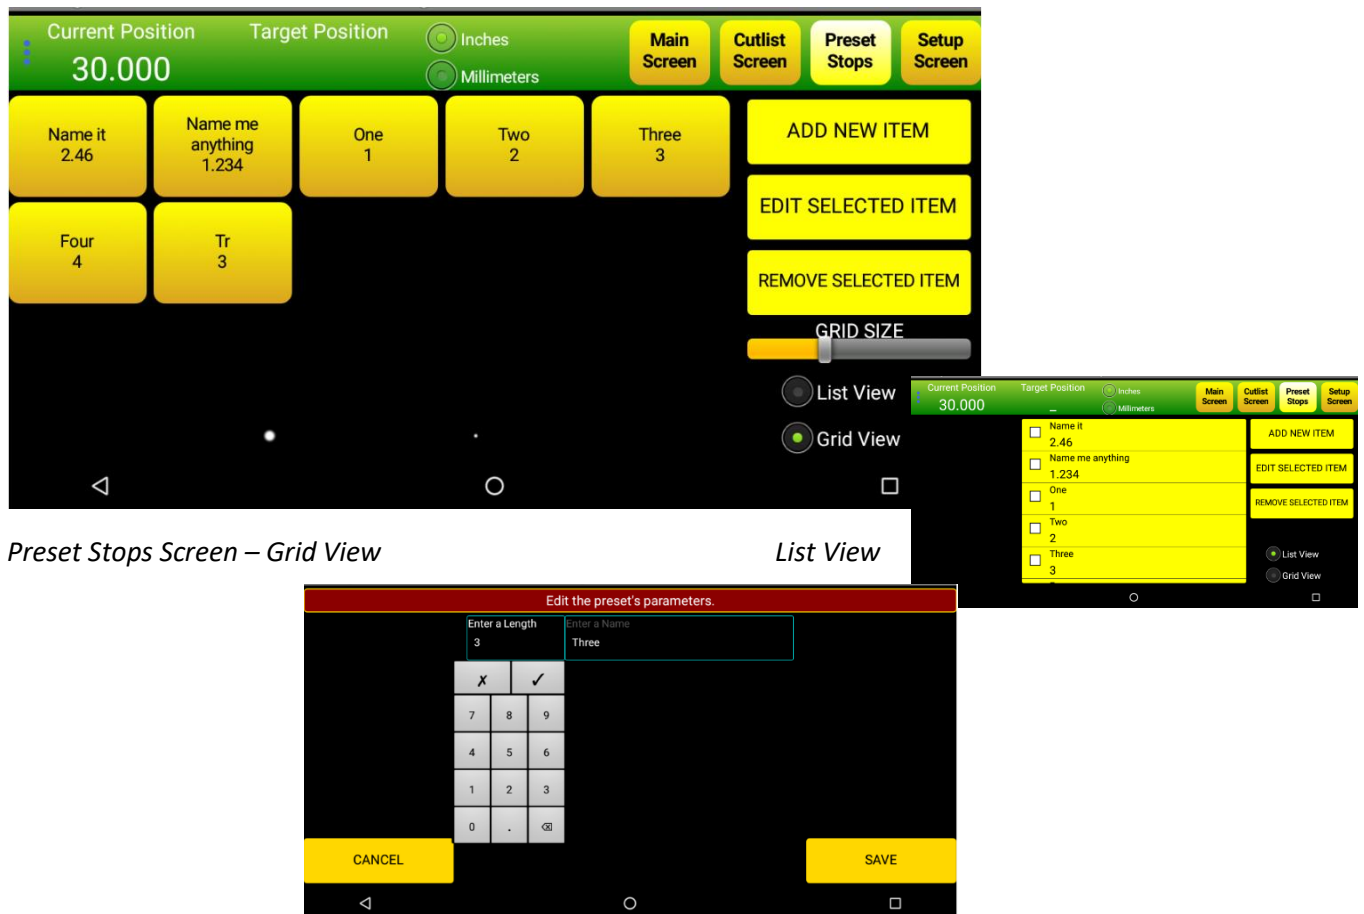 Current Position
Target Position
Inches
Main
Screen
Cutlist
Screen
Preset
Stops
Setup
Screen
30.000
Millimeters
Name it
2.46
Name me
anything
1.234
One
1
Two
2
Three
3
ADD NEW ITEM
Four
4
Tr
3
EDIT SELECTED ITEM
REMOVE SELECTED ITEM
GRID SIZE
List View
Grid View
Current Position
Target Position
Inches
Main
Screen
Cutlist
Screen
Preset
Stops
Setup
Screen
30.000
–
Millimeters
Name it
2.46
Name me anything
1.234
One
1
Two
2
Three
3
ADD NEW ITEM
EDIT SELECTED ITEM
REMOVE SELECTED ITEM
List View
Grid View
Preset Stops Screen – Grid View
List View
Edit the preset's parameters.
Enter a Length
Enter a Name
3
Three
✗ ✓
7 8 9
4 5 6
1 2 3
0 .
CANCEL
SAVE